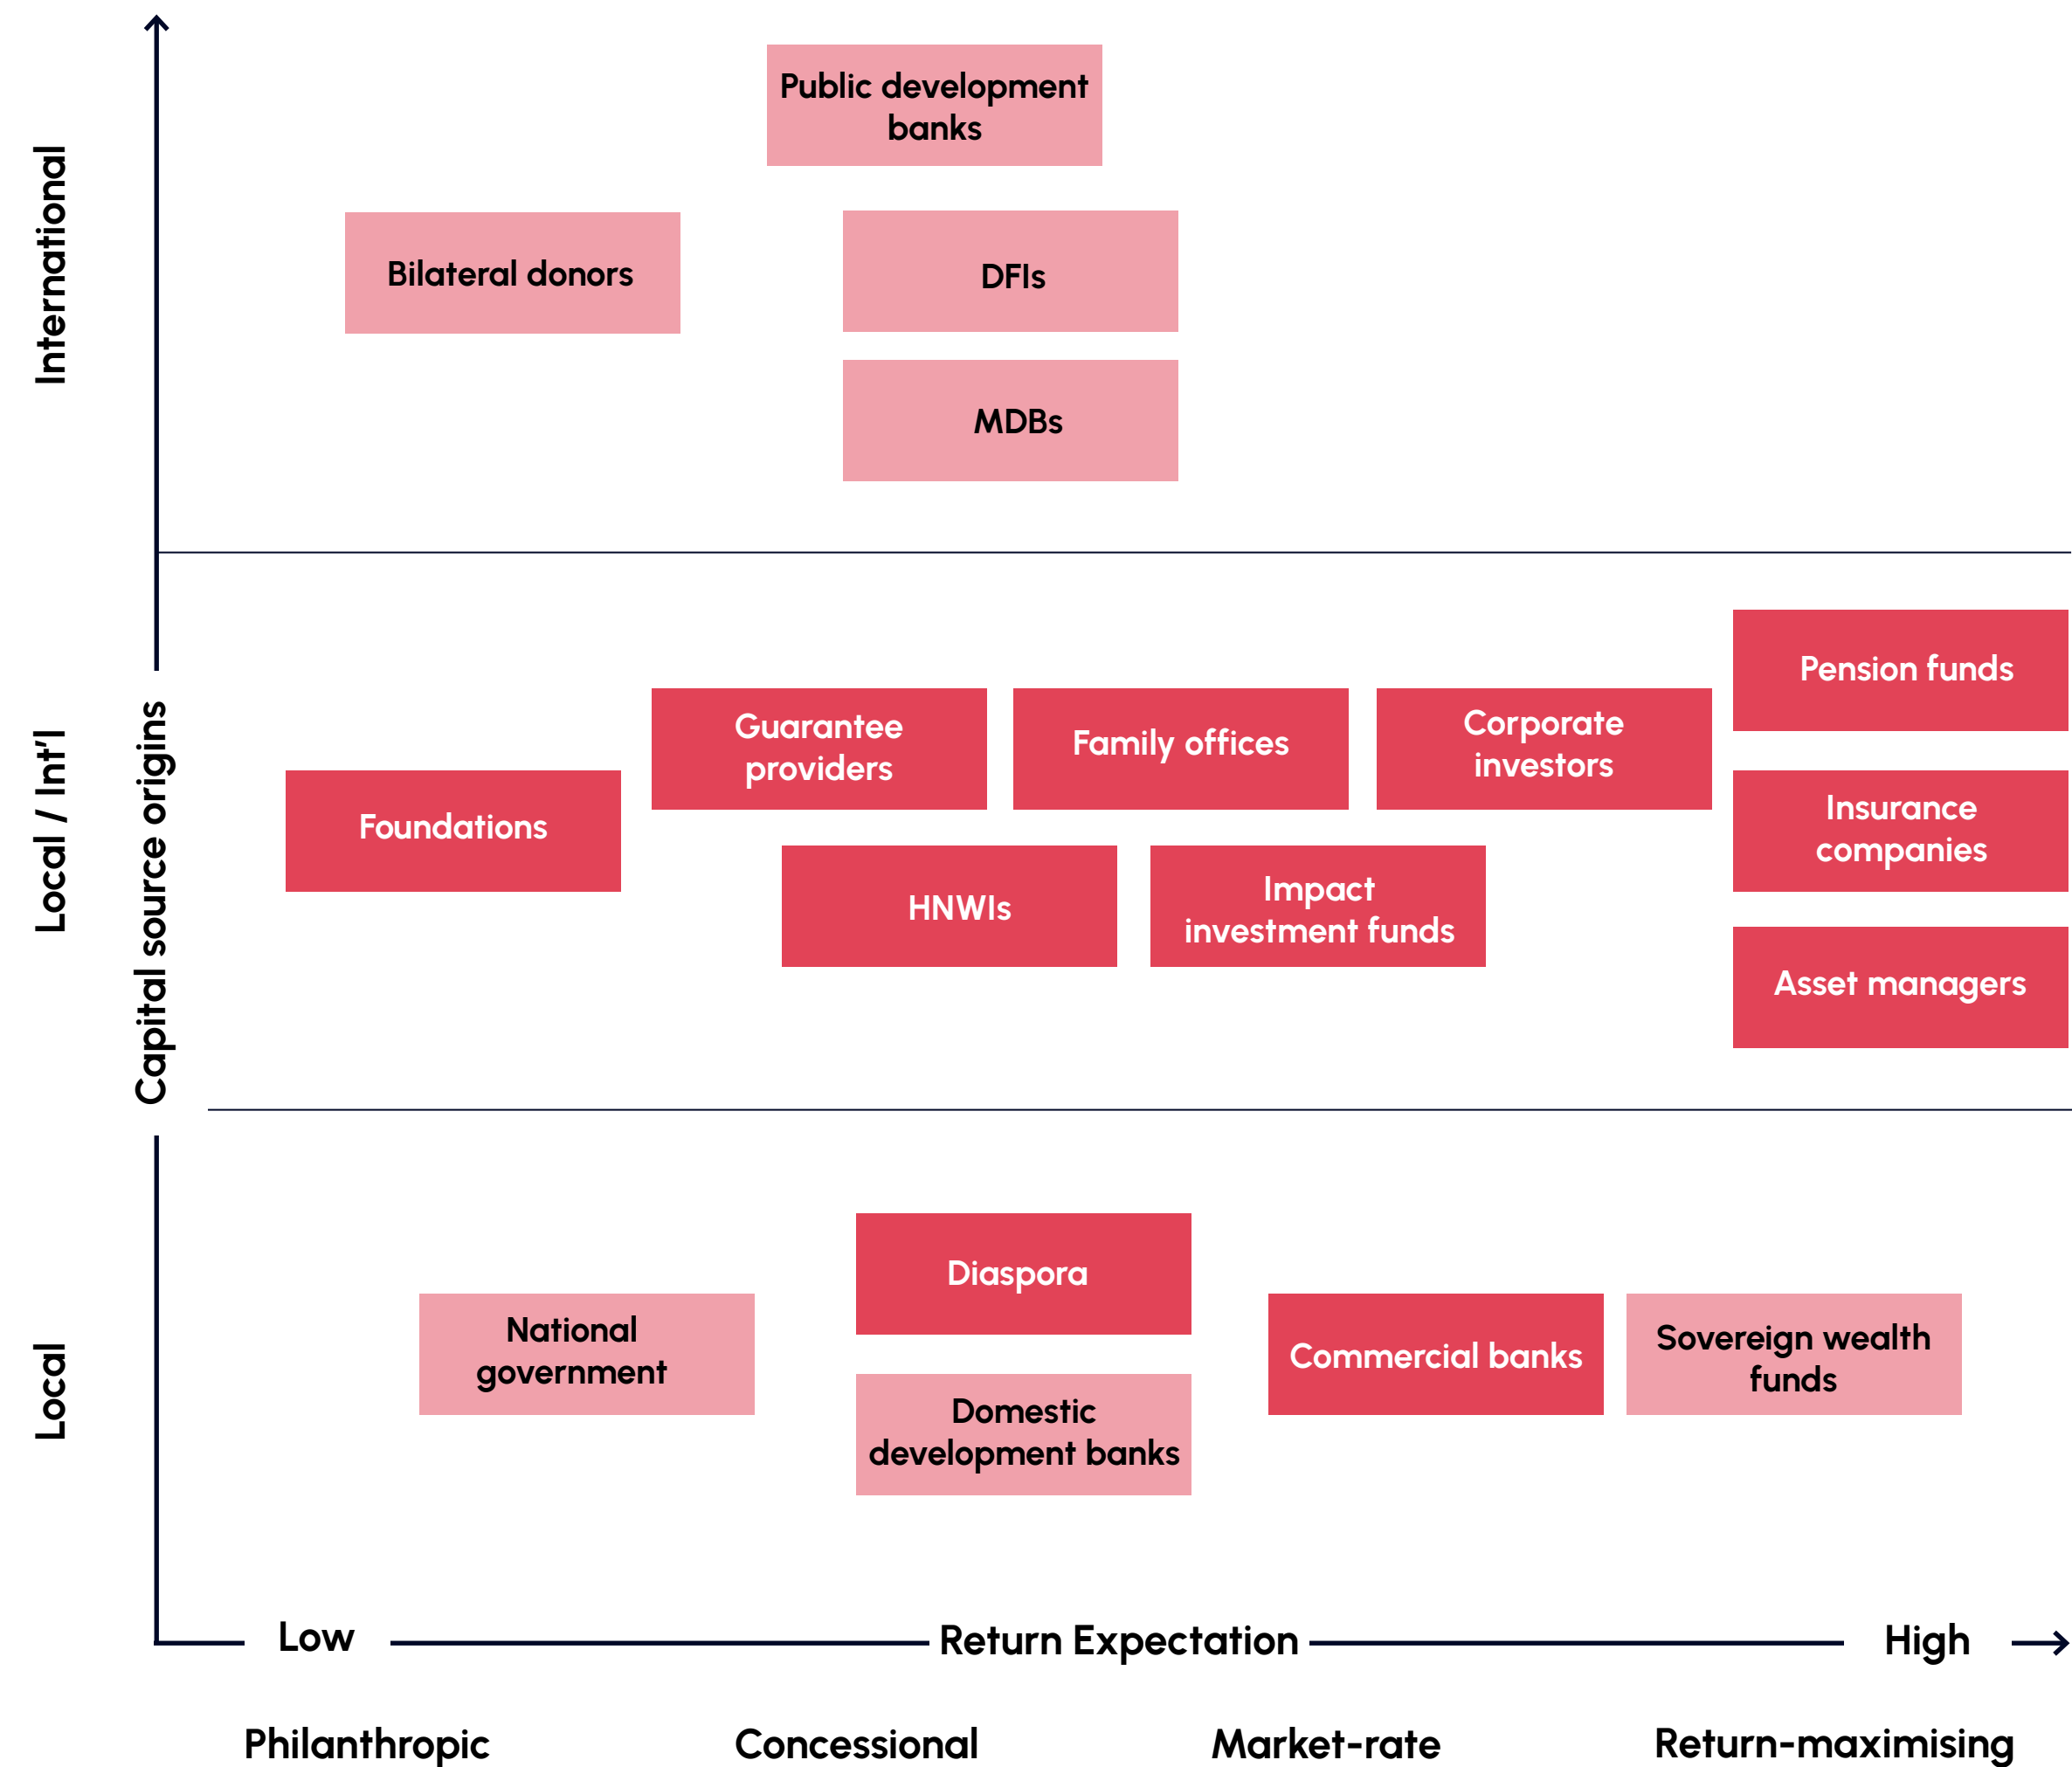 International
Public development
banks
Bilateral donors
DFIs
MDBs
Local / Int'l
Capital source origins
Pension funds
Guarantee
providers
Family offices
Corporate
investors
Foundations
Insurance
companies
HNWIs
Impact
investment funds
Asset managers
Local
Diaspora
National
government
Commercial banks
Sovereign wealth
funds
Domestic
development banks
Low
Return Expectation
High
Philanthropic
Concessional
Market-rate
Return-maximising